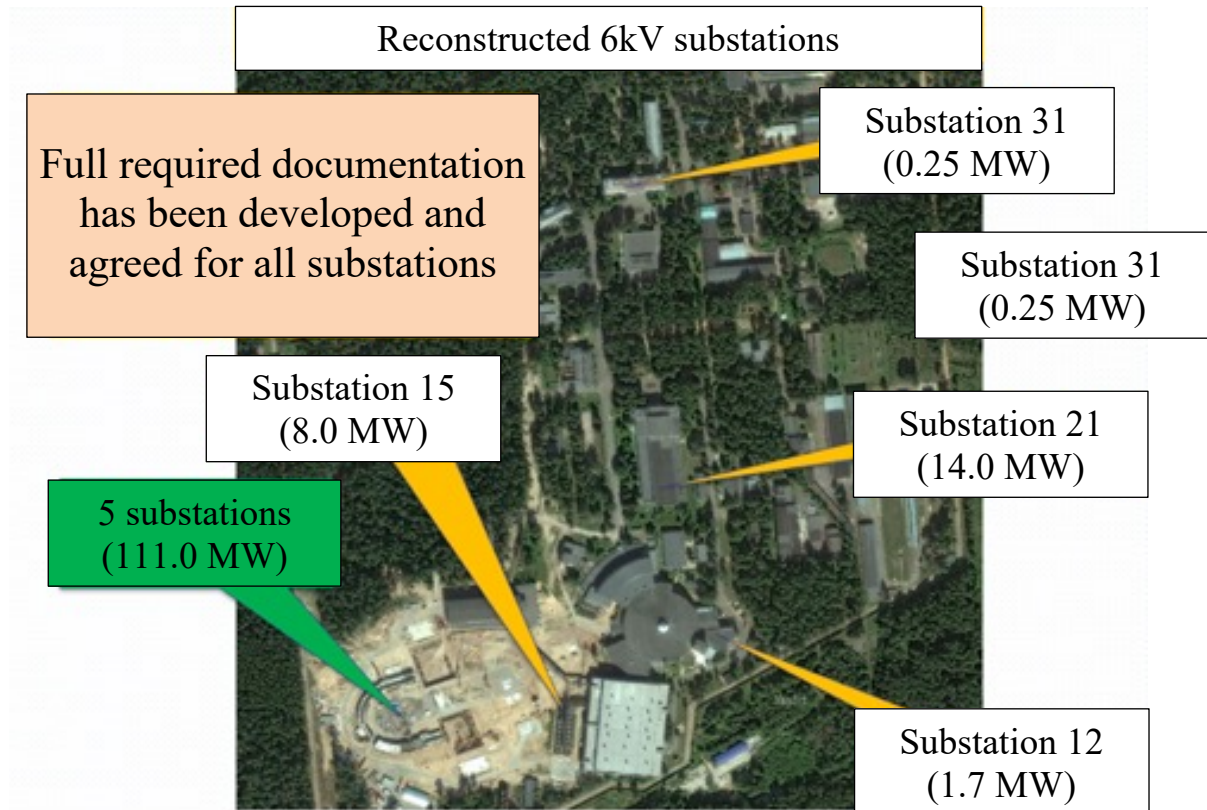 Reconstructed 6kV substations
Full required documentation
has been developed and
agreed for all substations
Substation 31
(0.25 MW)
Substation 31
(0.25 MW)
Substation 15
(8.0 MW)
Substation 21
(14.0 MW)
5 substations
(111.0 MW)
Substation 12
(1.7 MW)